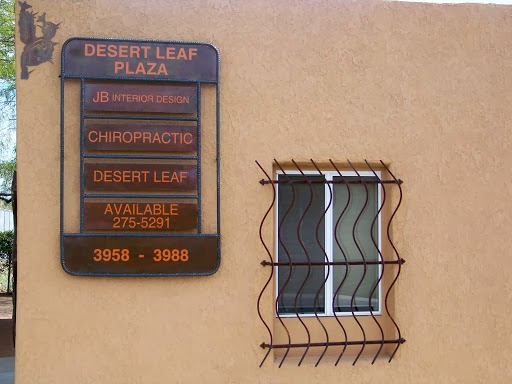 DESERT LEAF
PLAZA
JB INTERIOR DESIGN
CHIROPRACTIC
DESERT LEAF
AVAILABLE
275-5291
3958 - 3988